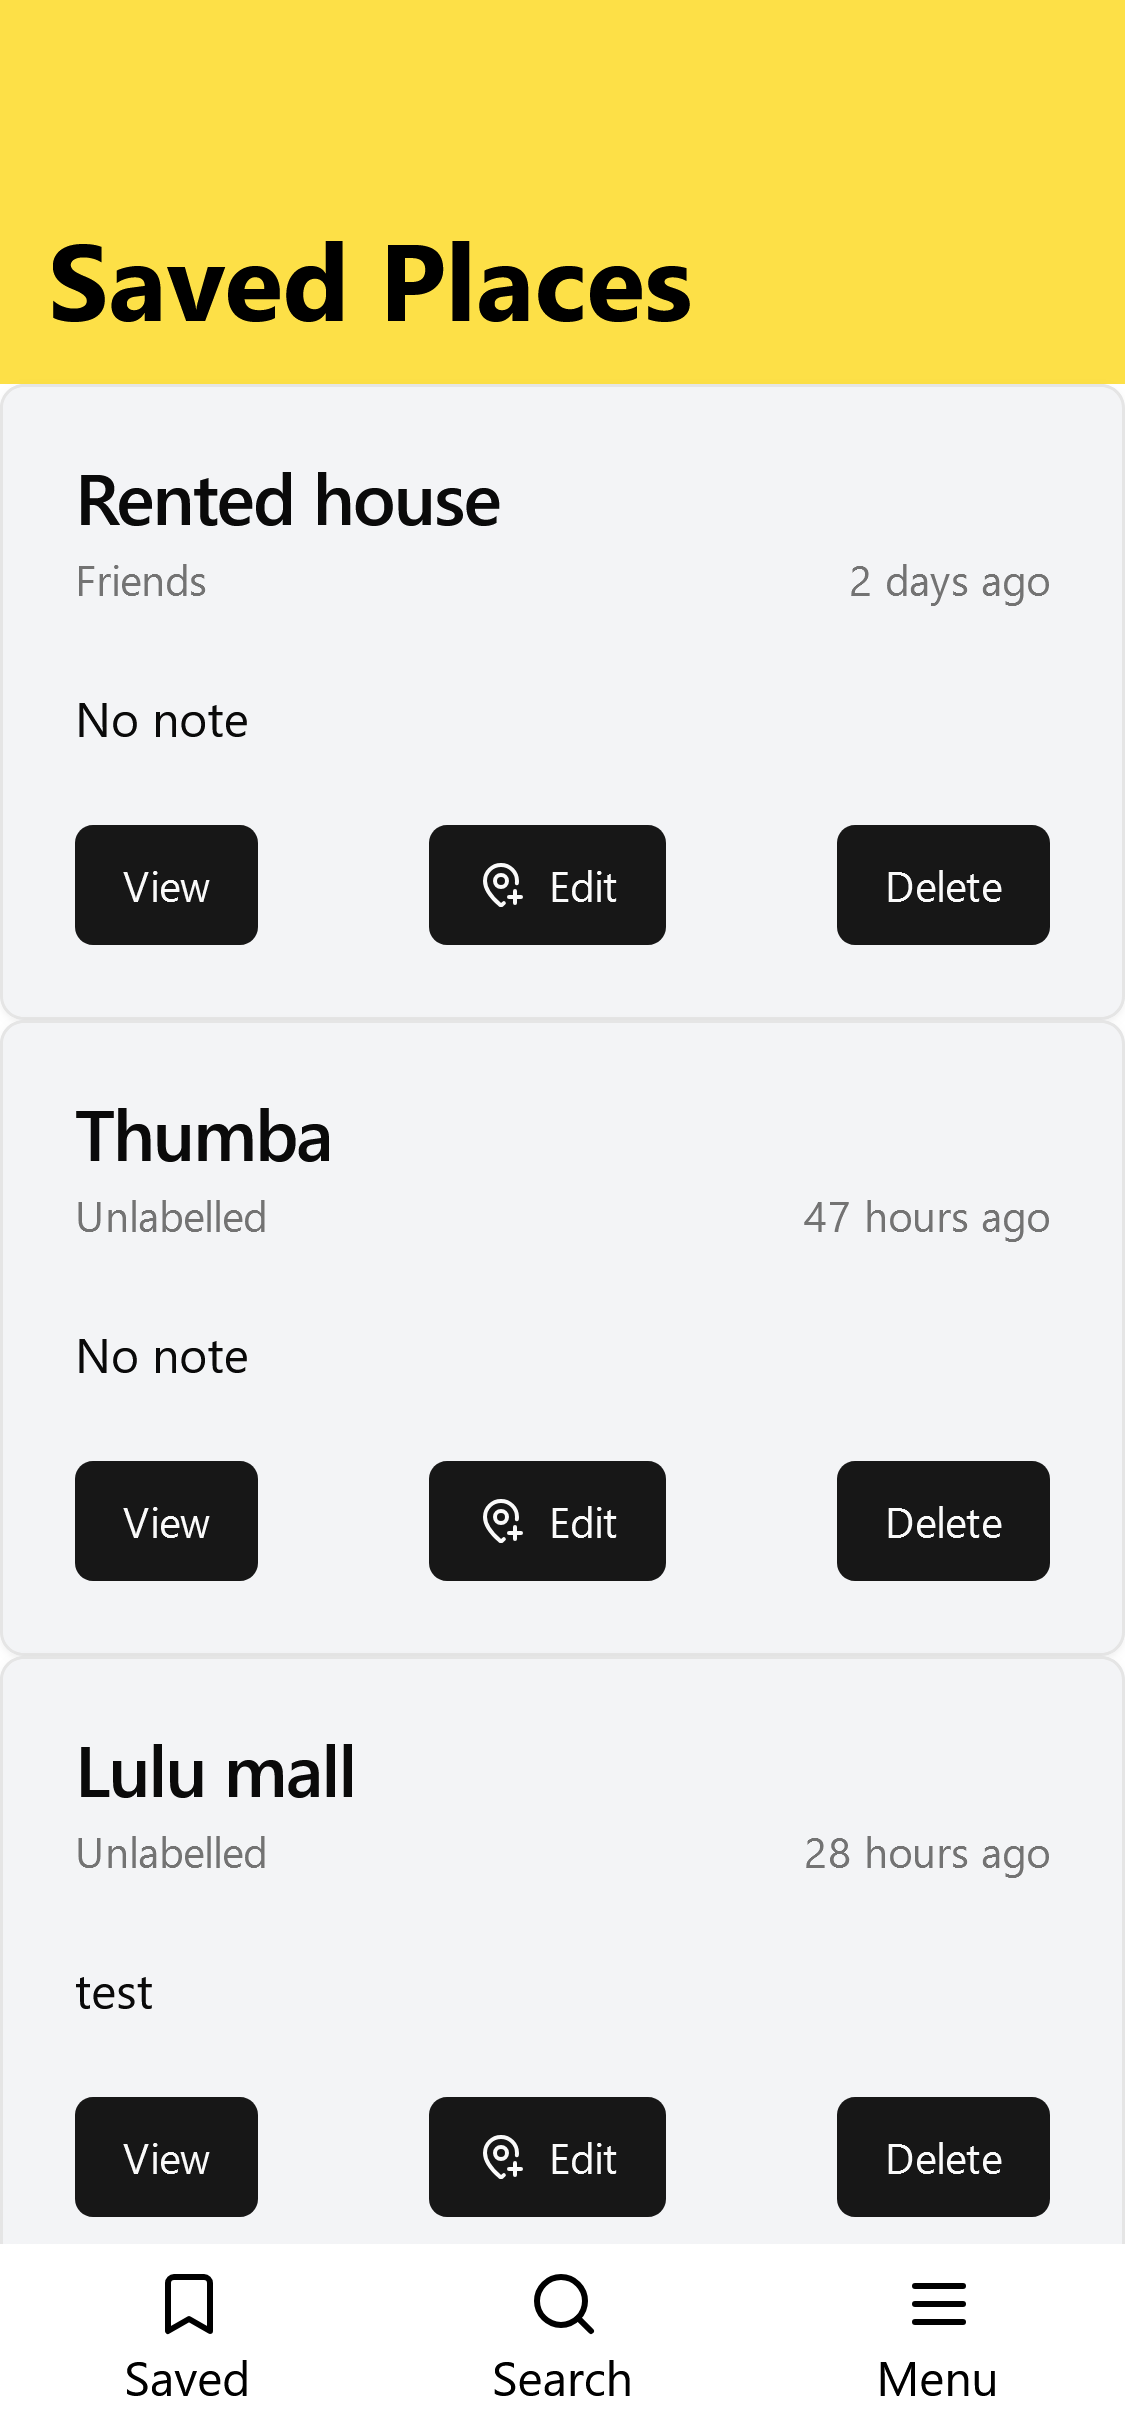 Saved Places
Rented house
Friends 2 days ago
No note
View Edit Delete
Thumba
Unlabelled 47 hours ago
No note
View Edit Delete
Lulu mall
Unlabelled 28 hours ago
test
View Edit Delete
Saved Search Menu